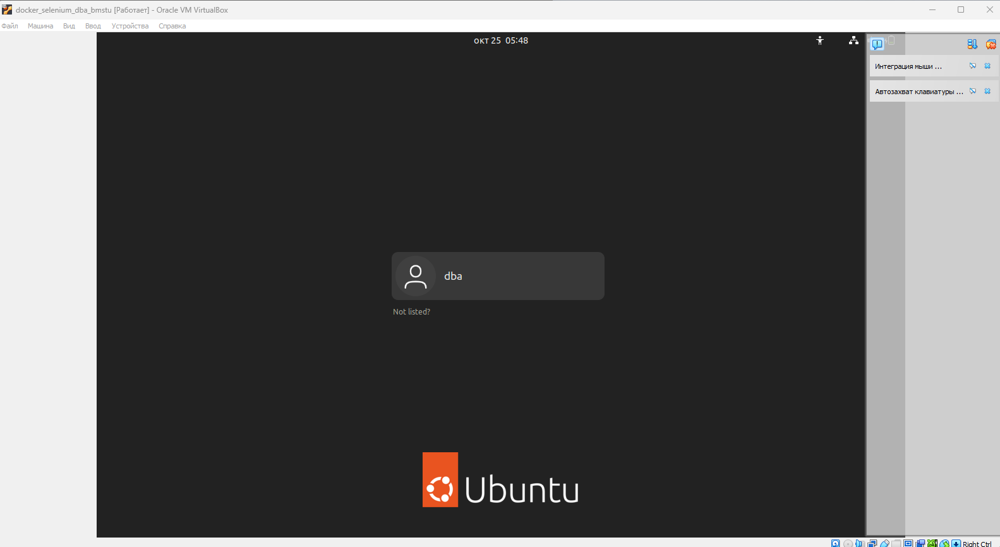 docker_selenium_dba_bmstu [Работает] - Oracle VM VirtualBox
Файл Машина Вид Ввод Устройства Справка
окт 25 05:48
Интеграция мыши ...
Автозахват клавиатуры ...
dba
Not listed?
Ubuntu
Right Ctrl